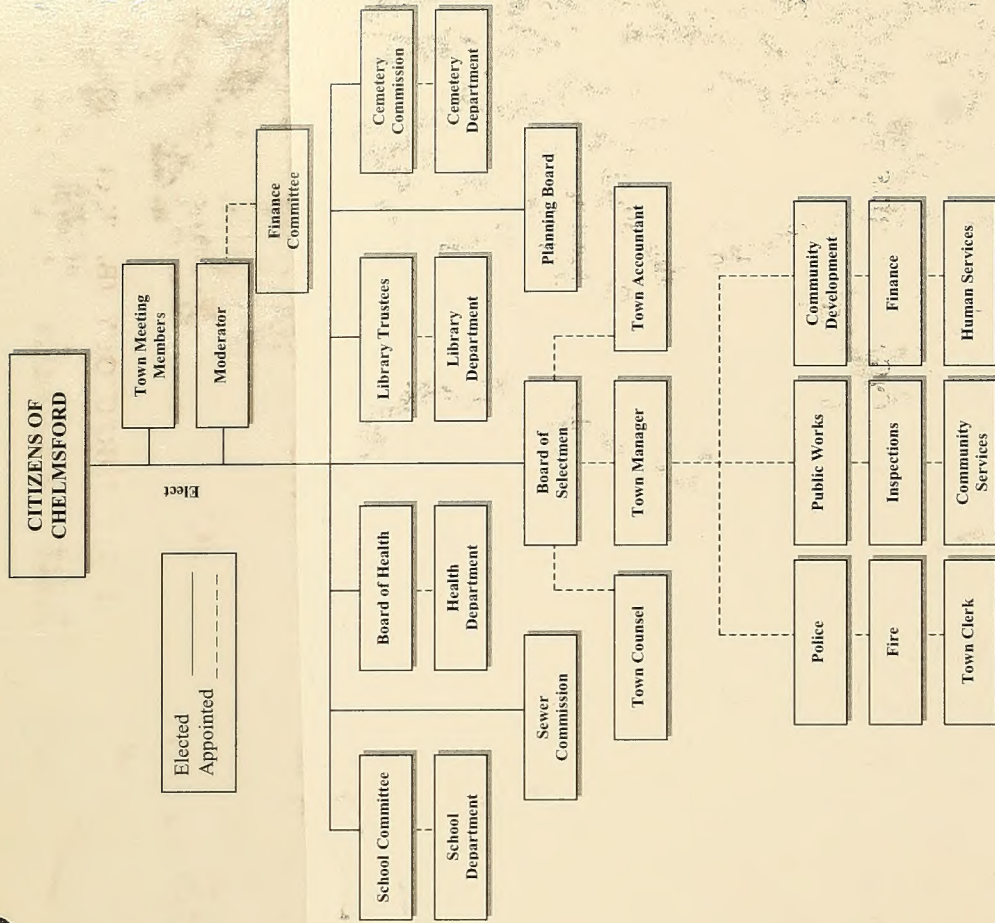 CITIZENS OF
CHELMSFORD
Elect
Elected
Appointed
Town Meeting
Members
Moderator
Finance
Committee
School Committee
School
Department
Board of Health
Health
Department
Library Trustees
Library
Department
Cemetery
Commission
Cemetery
Department
Sewer
Commission
Board of
Selectmen
Planning Board
Town Counsel
Town Manager
Town Accountant
Police
Public Works
Community
Development
Fire
Inspections
Finance
Town Clerk
Community
Services
Human Services